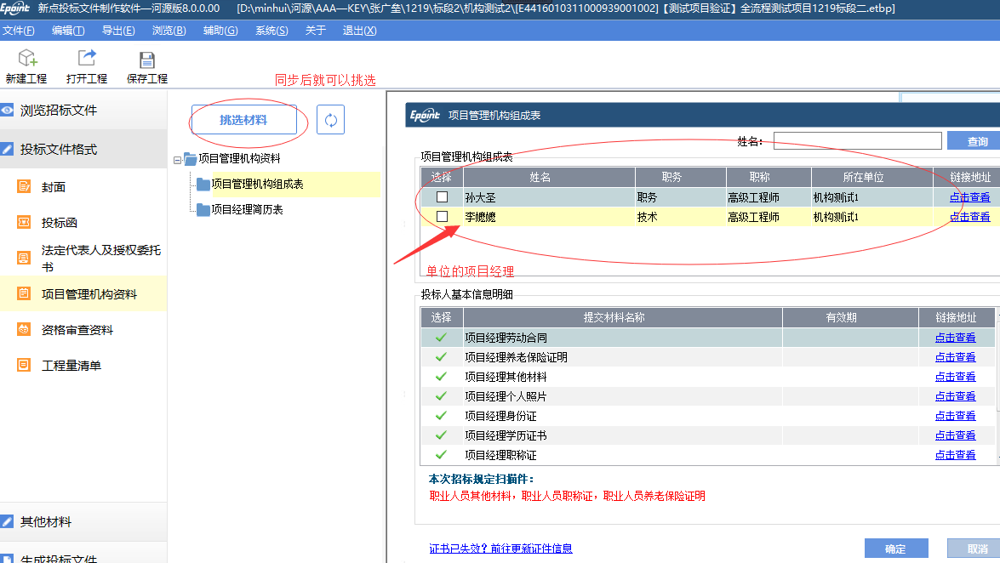 Epoint 新点投标文件制作软件—河源版8.0.0.00 [D:\minhui\河源\AAA—KEY\张广垒\1219\标段2\机构测试2\[E4416010311000939001002]【测试项目验证】全流程测试项目1219标段二.etbp]
文件(F) 编辑(T) 导出(E) 浏览(B) 辅助(G) 系统(S) 关于 退出(X)
新建工程 打开工程 保存工程
同步后就可以挑选
浏览招标文件
投标文件格式
封面
投标函
法定代表人及授权委托
书
项目管理机构资料
资格审查资料
工程量清单
其他材料
生成投标文件
挑选材料
项目管理机构资料
项目管理机构组成表
项目经理简历表
Epoint 项目管理机构组成表
姓名: 查询
项目管理机构组成表
选择 姓名 职务 职称 所在单位 链接地址
孙大圣 职务 高级工程师 机构测试1 点击查看
李嬷嬷 技术 高级工程师 机构测试1 点击查看
单位的项目经理
投标人基本信息明细
选择 提交材料名称 有效期 链接地址
项目经理劳动合同 点击查看
项目经理养老保险证明 点击查看
项目经理其他材料 点击查看
项目经理个人照片 点击查看
项目经理身份证 点击查看
项目经理学历证书 点击查看
项目经理职称证 点击查看
本次招标规定扫描件:
职业人员其他材料，职业人员职称证，职业人员养老保险证明
证书已失效？前往更新证件信息
确定 取消